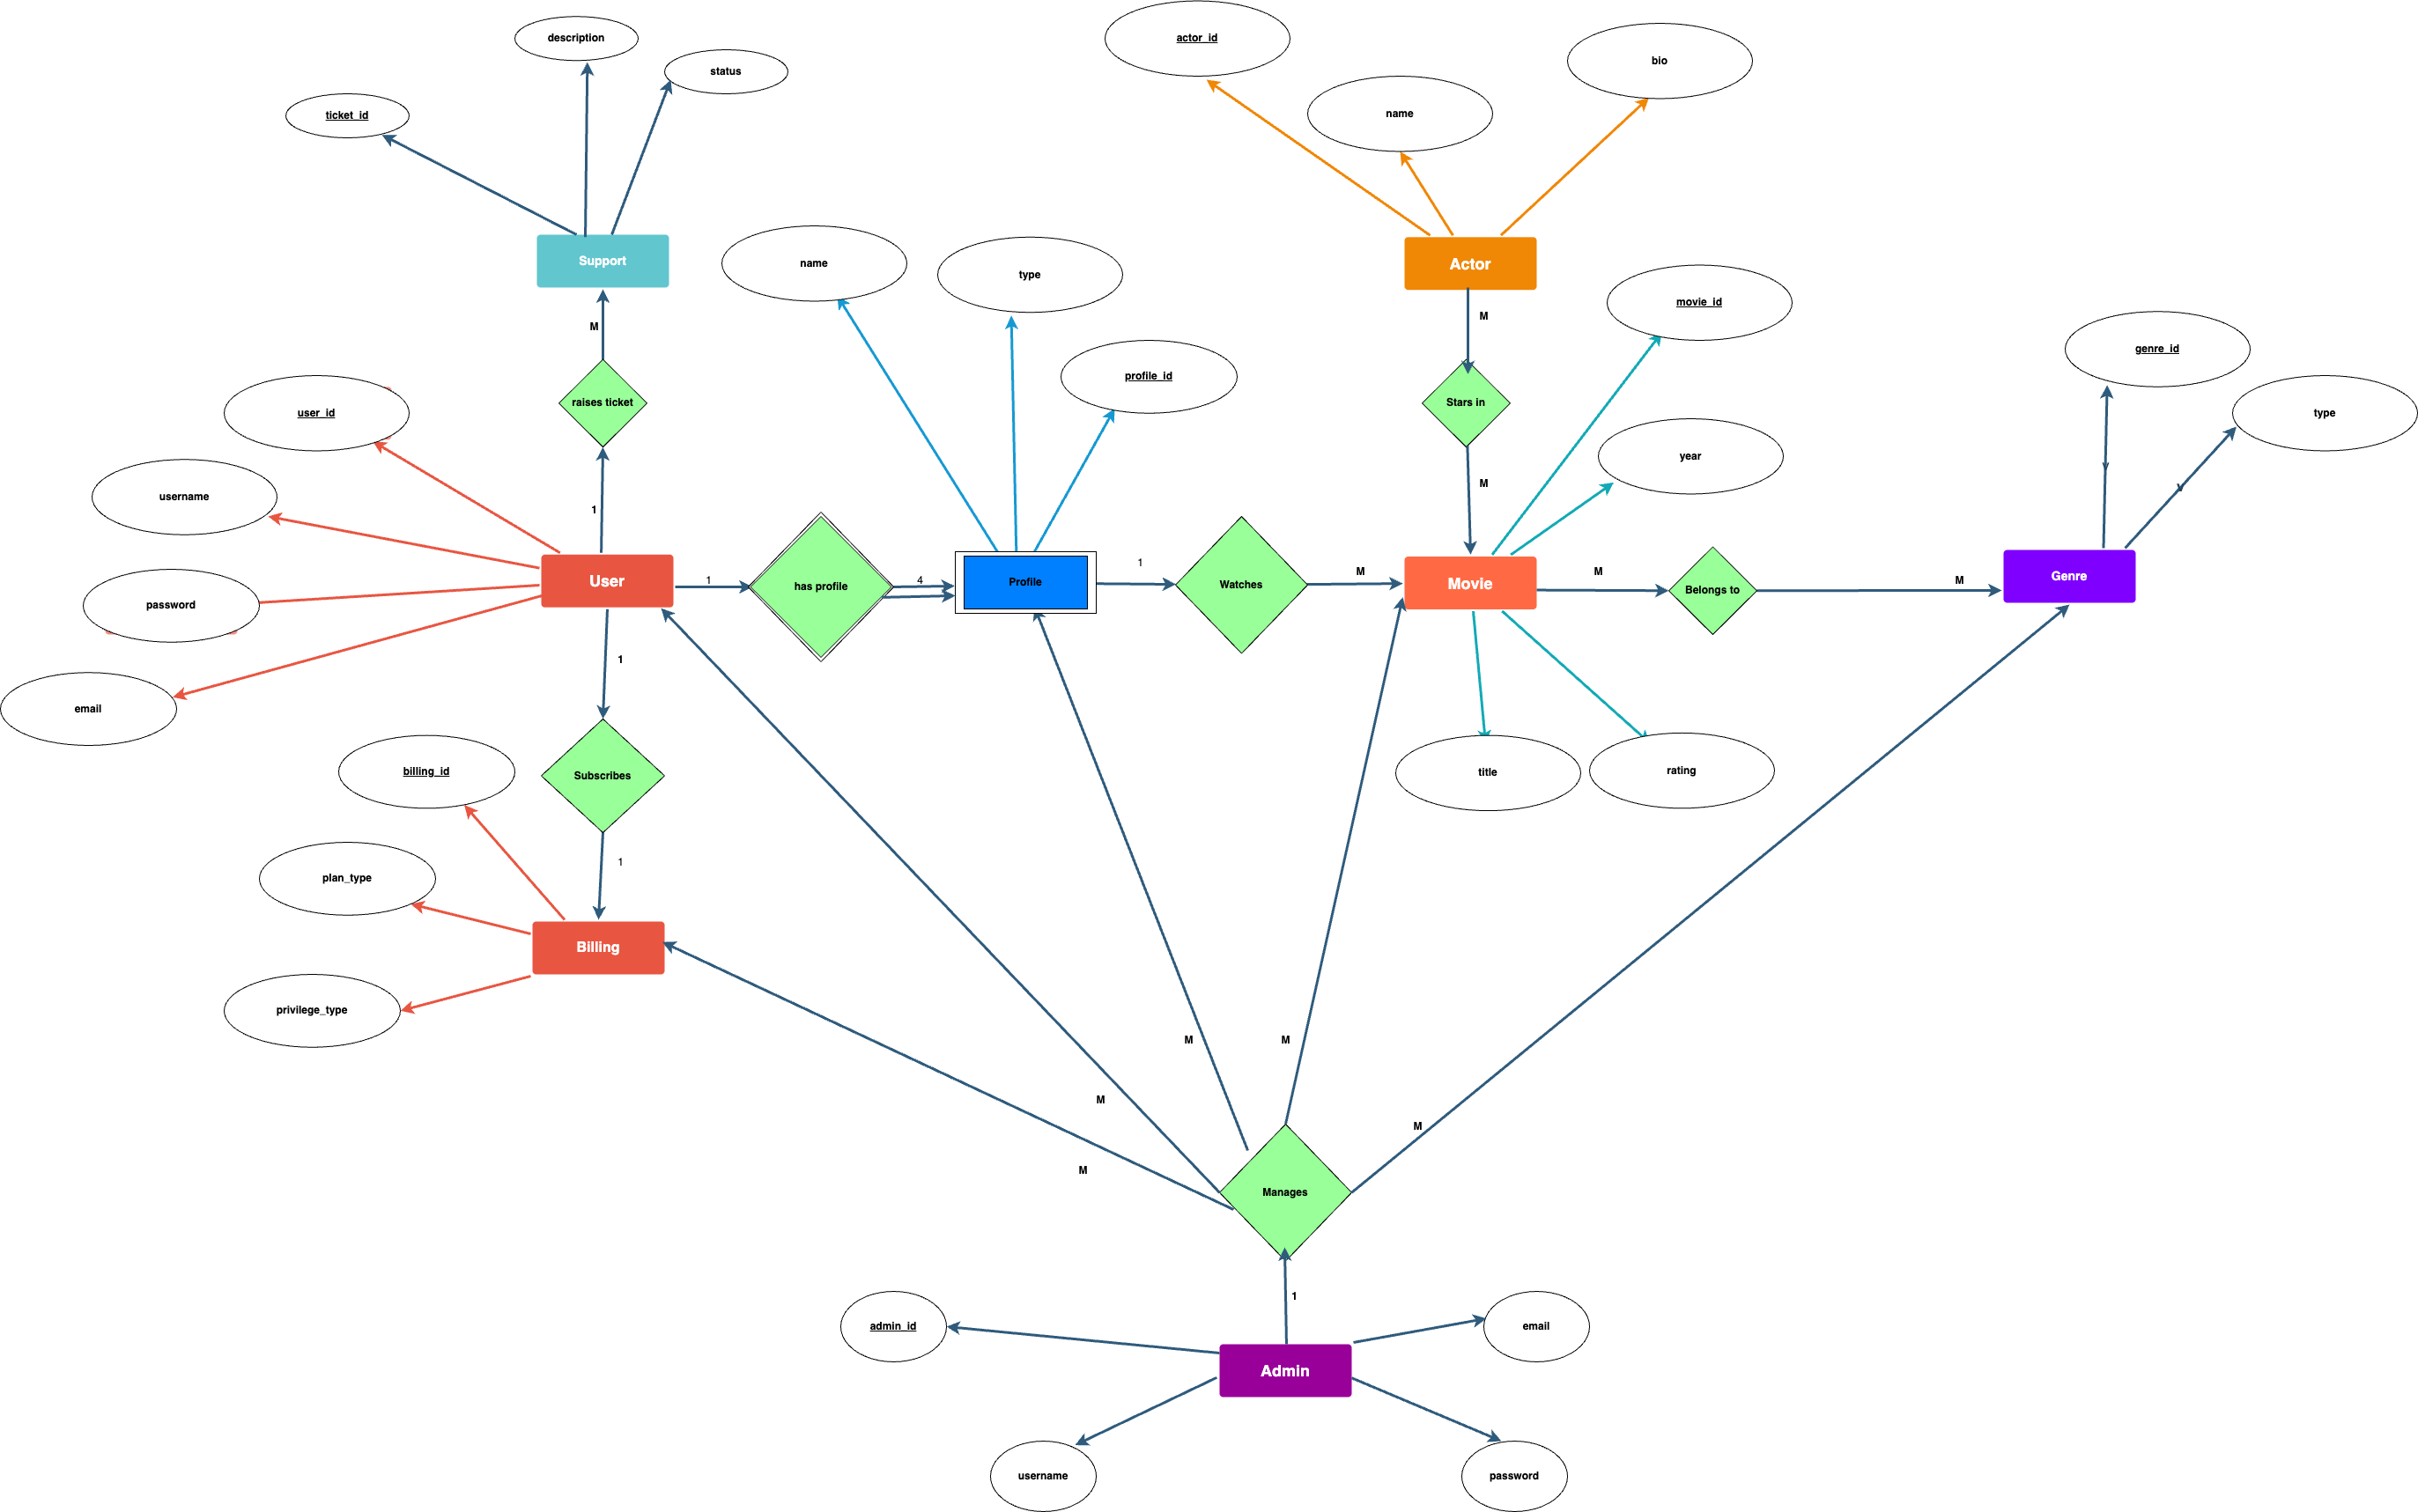 description
status
ticket_id
actor_id
bio
name
Support
name
type
Actor
movie_id
M
M
genre_id
profile_id
raises ticket
Stars in
type
user_id
year
username
1
M
password
User
1
has profile
4
Profile
1
Watches
M
Movie
M
Belongs to
M
Genre
email
1
Subscribes
billing_id
title
rating
1
plan_type
Billing
privilege_type
M
M
M
M
M
Manages
1
admin_id
email
Admin
username
password